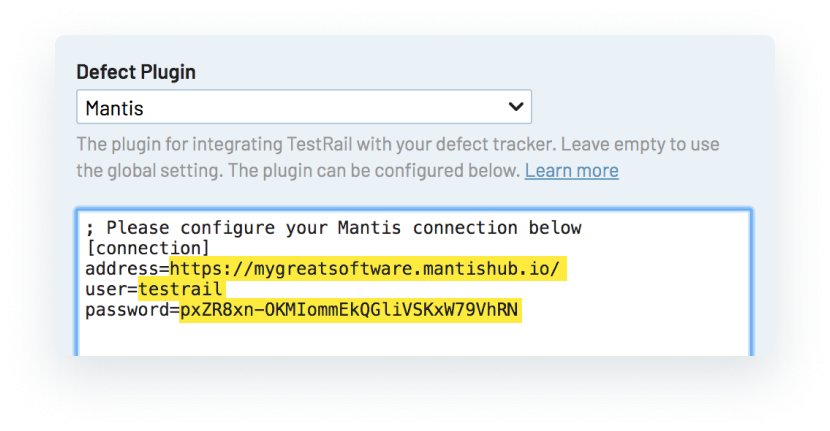 Defect Plugin
Mantis
The plugin for integrating TestRail with your defect tracker. Leave empty to use
the global setting. The plugin can be configured below. Learn more
; Please configure your Mantis connection below
[connection]
address=https://mygreatsoftware.mantishub.io/
user=testrail
password=pxZR8xn-OKMIommEkQGliVSKxW79VhRN